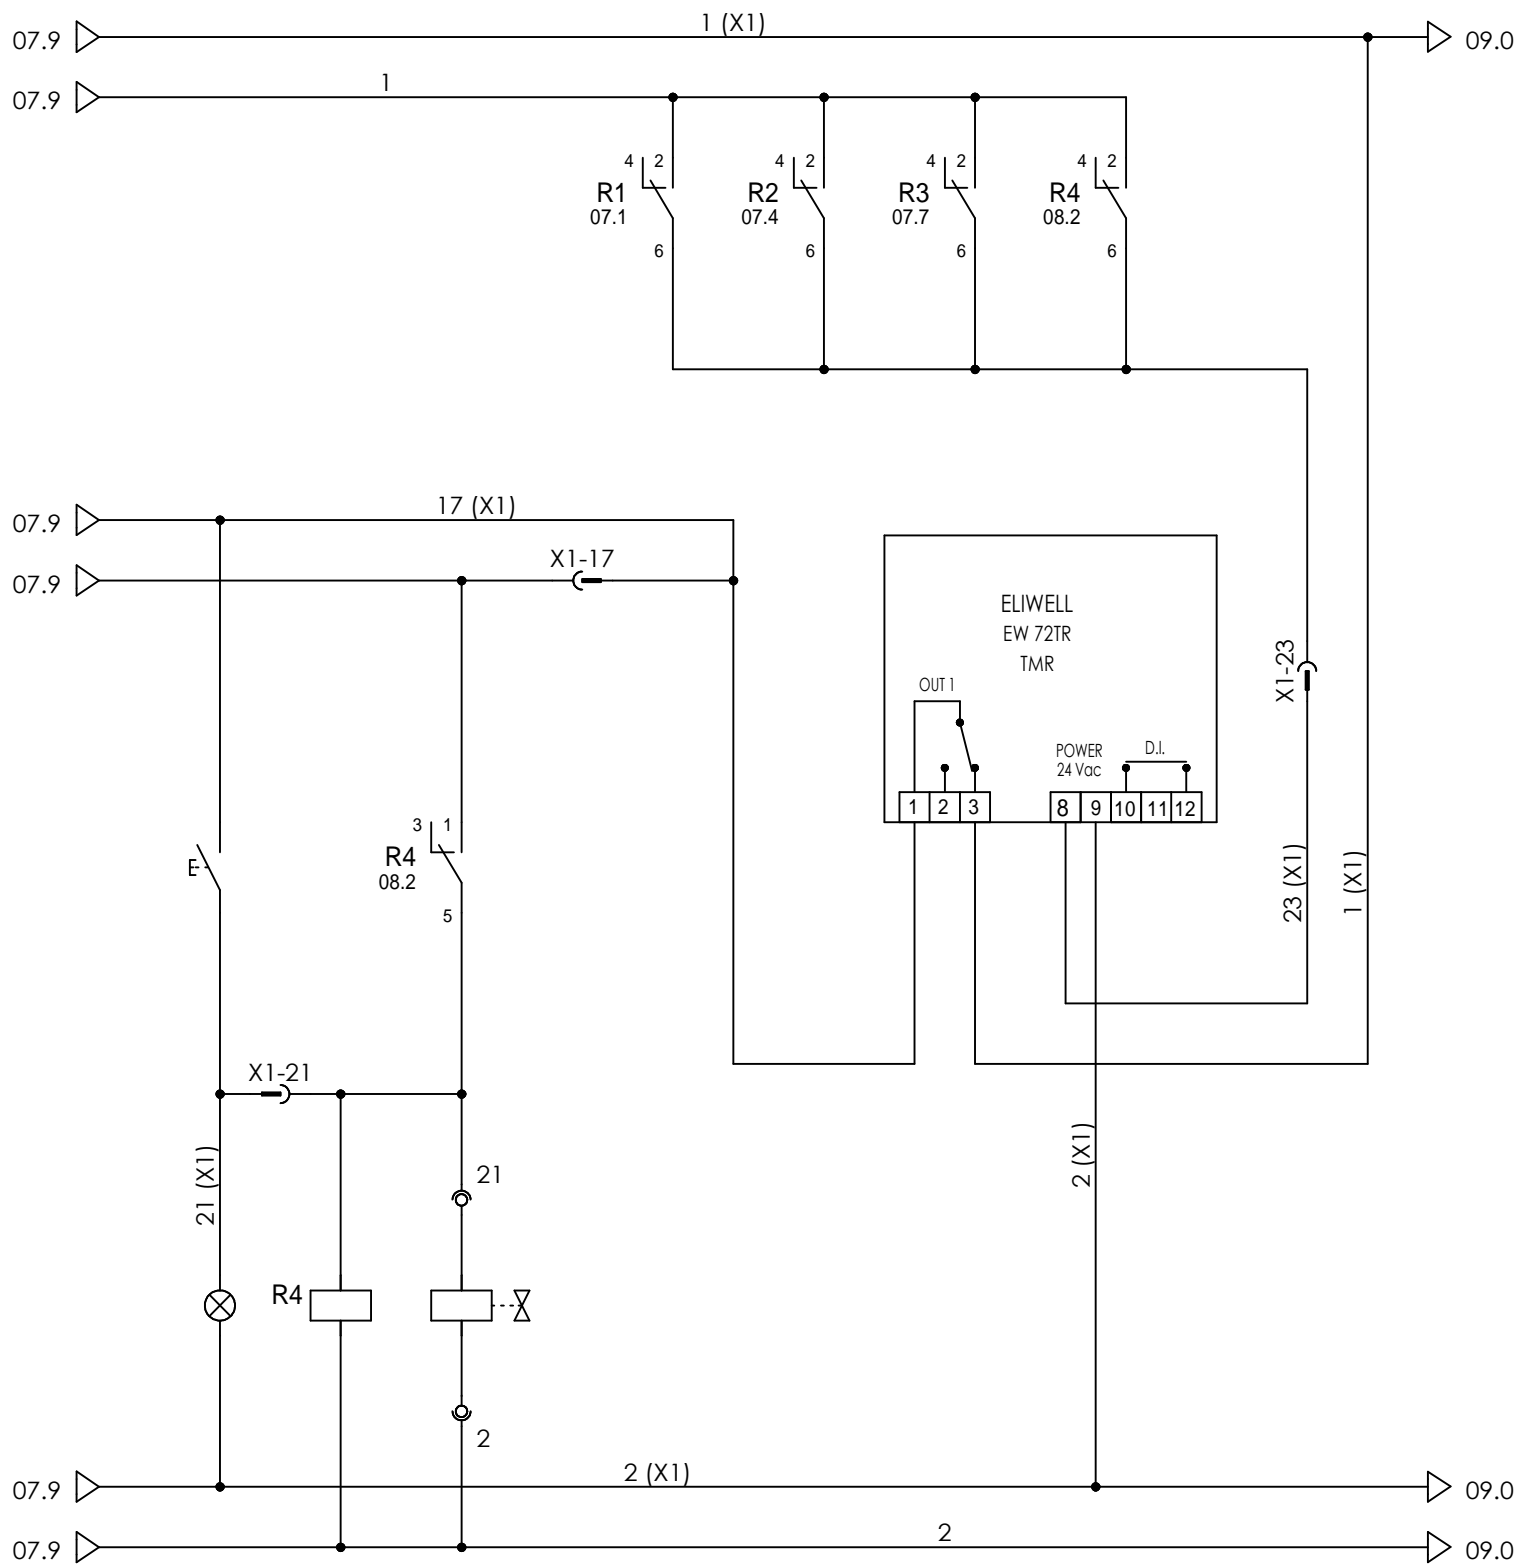 1 (X1)
07.9
09.0
1
07.9
4 2
R1
07.1
6
4 2
R2
07.4
6
4 2
R3
07.7
6
4 2
R4
08.2
6
17 (X1)
07.9
X1-17
07.9
ELIWELL
EW 72TR
TMR
OUT 1
POWER
24 Vac
D.I.
1 2 3 8 9 10 11 12
X1-23
23 (X1)
1 (X1)
3 1
R4
08.2
5
X1-21
21 (X1)
21
2 (X1)
R4
2
2 (X1)
07.9
09.0
2
07.9
09.0